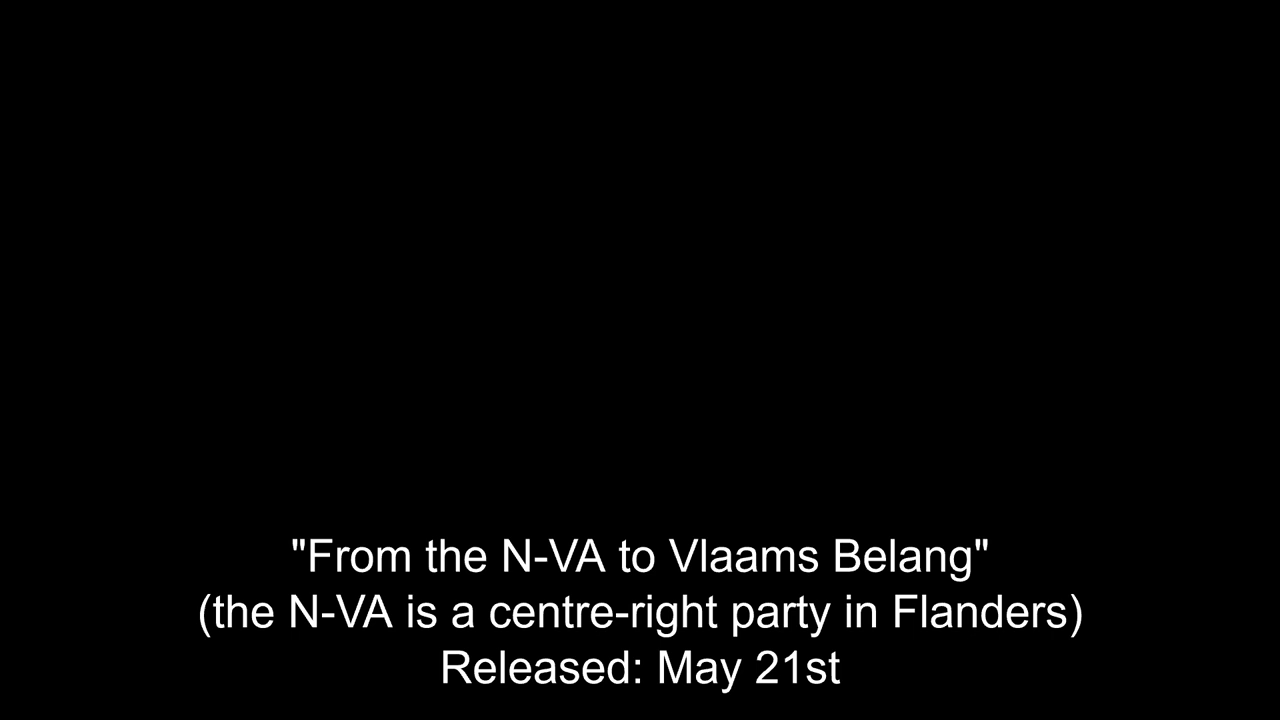 "From the N-VA to Vlaams Belang"
(the N-VA is a centre-right party in Flanders)
Released: May 21st